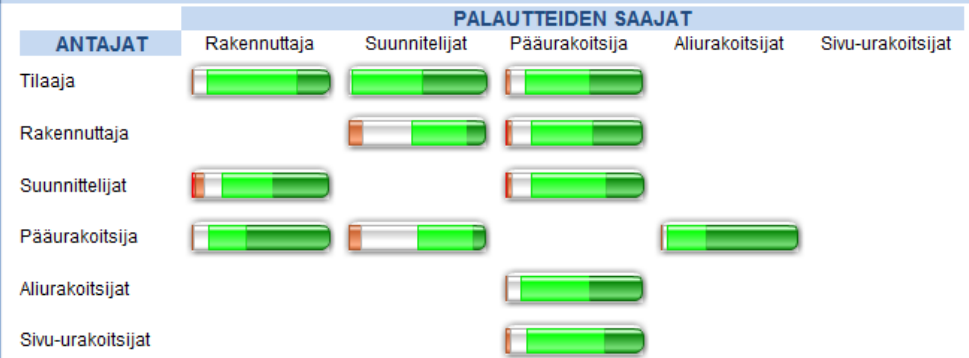 PALAUTTEIDEN SAAJAT
ANTAJAT Rakennuttaja Suunnitelijat Pääurakoitsija Aliurakoitsijat Sivu-urakoitsijat
Tilaaja
Rakennuttaja
Suunnittelijat
Pääurakoitsija
Aliurakoitsijat
Sivu-urakoitsijat